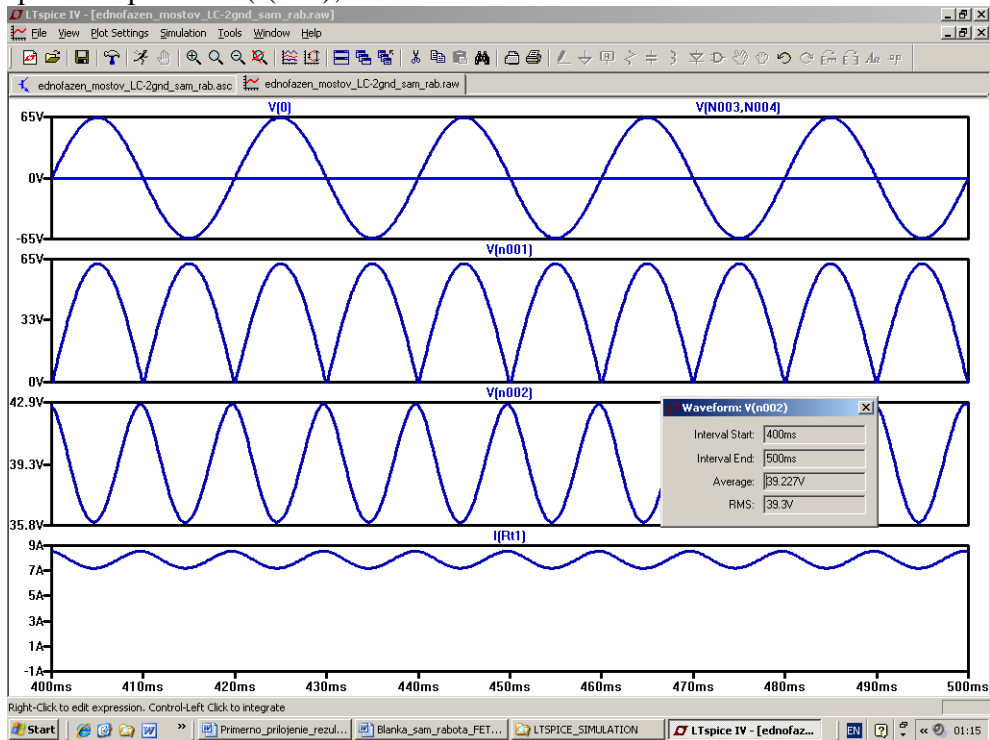 LTspice IV - [ednofazen_mostov_LC-2gnd_sam_rab.raw]
File View Plot Settings Simulation Tools Window Help
ednofazen_mostov_LC-2gnd_sam_rab.asc ednofazen_mostov_LC-2gnd_sam_rab.raw
V(0) V(N003,N004)
65V
0V
-65V
V(n001)
65V
33V
0V
V(n002)
42.9V
39.3V
35.8V
Waveform: V(n002)
Interval Start: 400ms
Interval End: 500ms
Average: 39.227V
RMS: 39.3V
I(Rt1)
9A
7A
5A
3A
1A
-1A
400ms 410ms 420ms 430ms 440ms 450ms 460ms 470ms 480ms 490ms 500ms
Right-Click to edit expression. Control-Left Click to integrate
Start » Primerno_prilojenie_rezul... Blanka_sam_rabota_FET... LTSPICE_SIMULATION LTspice IV - [ednofaz... EN « 01:15